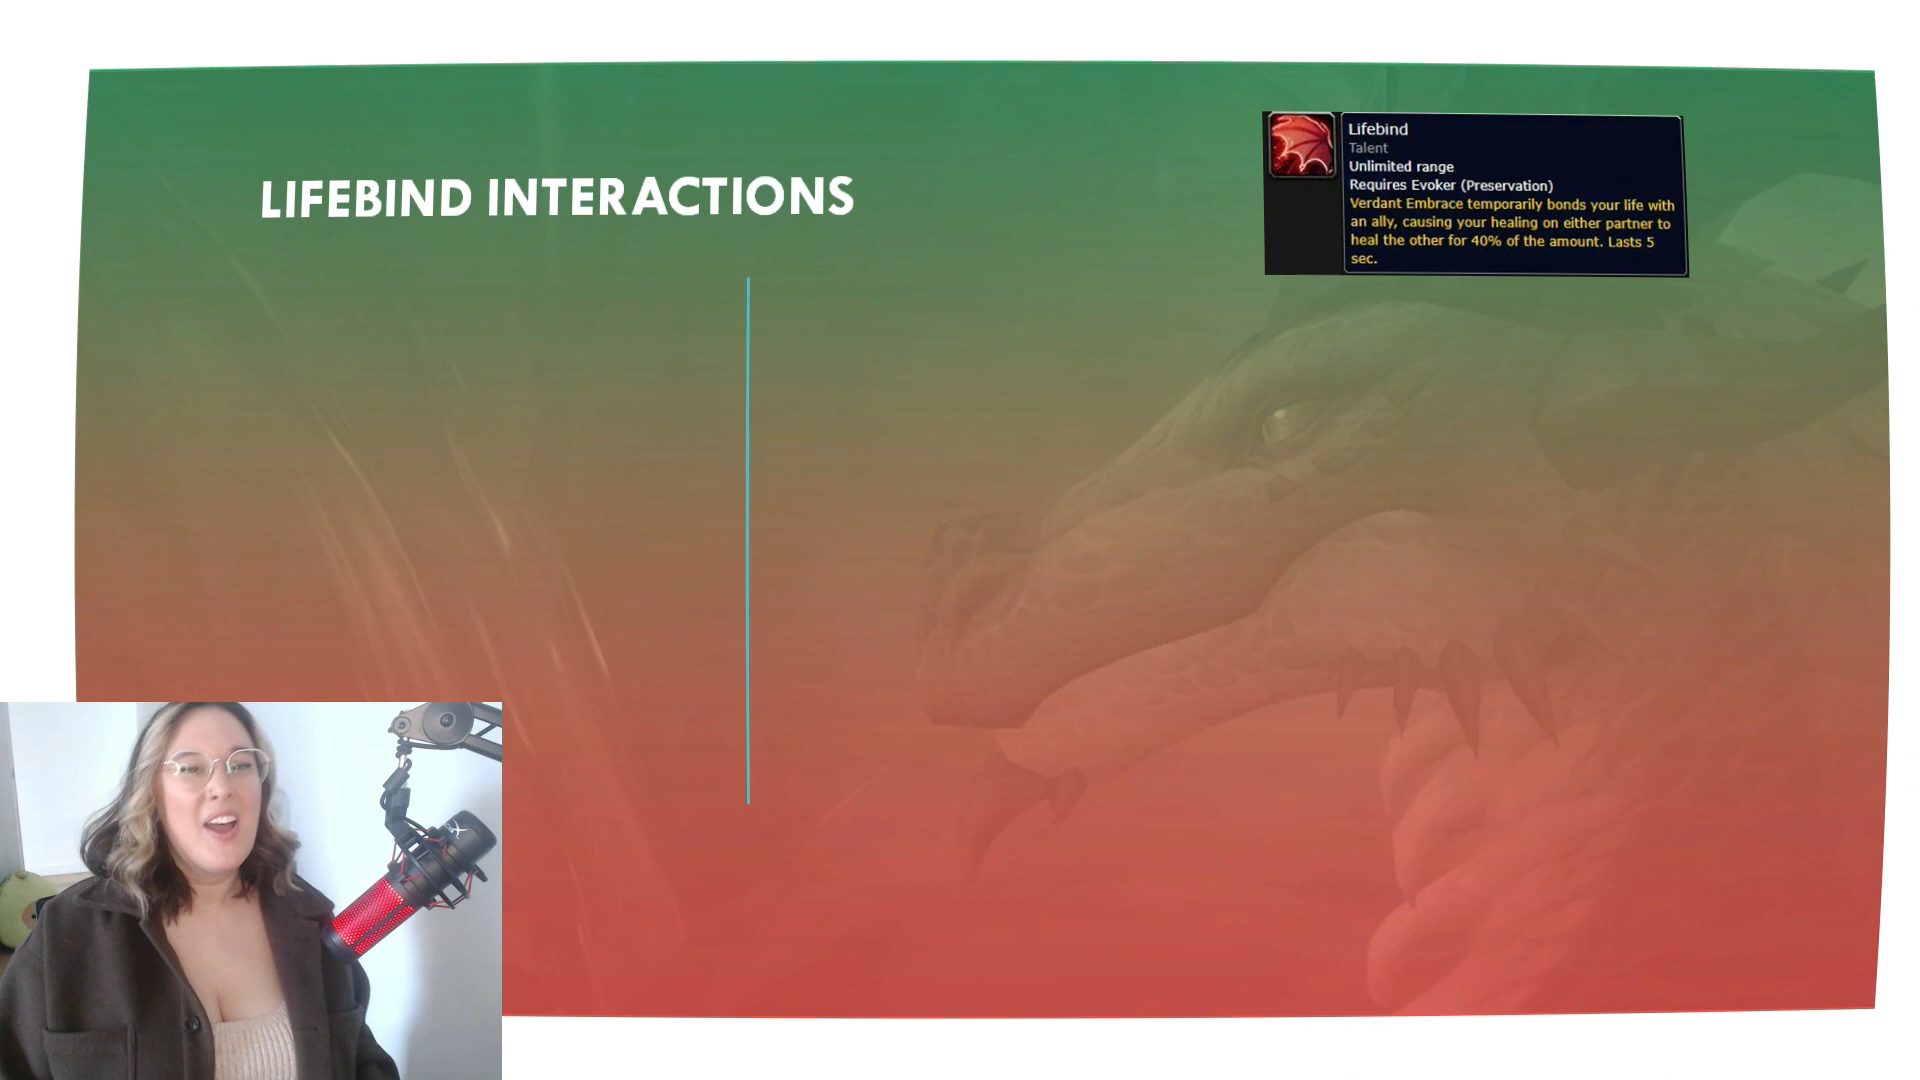 LIFEBIND INTERACTIONS
Lifebind
Talent
Unlimited range
Requires Evoker (Preservation)
Verdant Embrace temporarily bonds your life with
an ally, causing your healing on either partner to
heal the other for 40% of the amount. Lasts 5
sec.